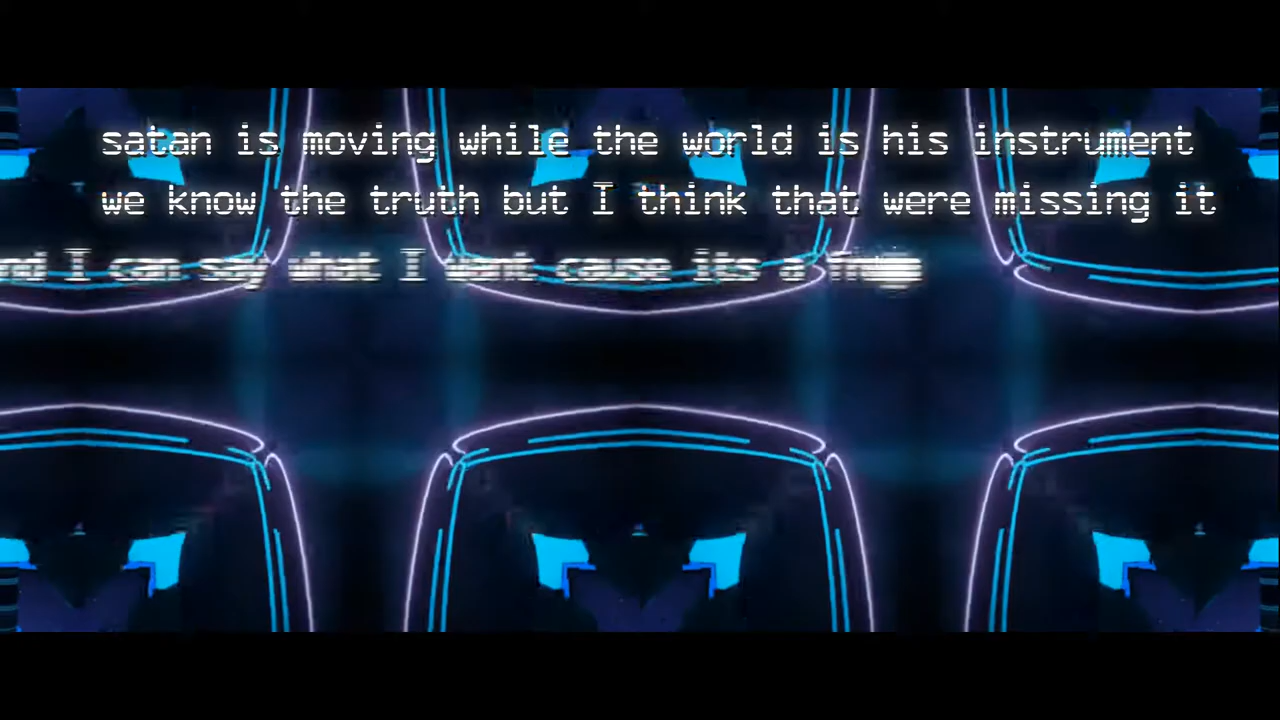 satan is moving while the world is his instrument
we know the truth but I think that were missing it
I can say what I want cause its a